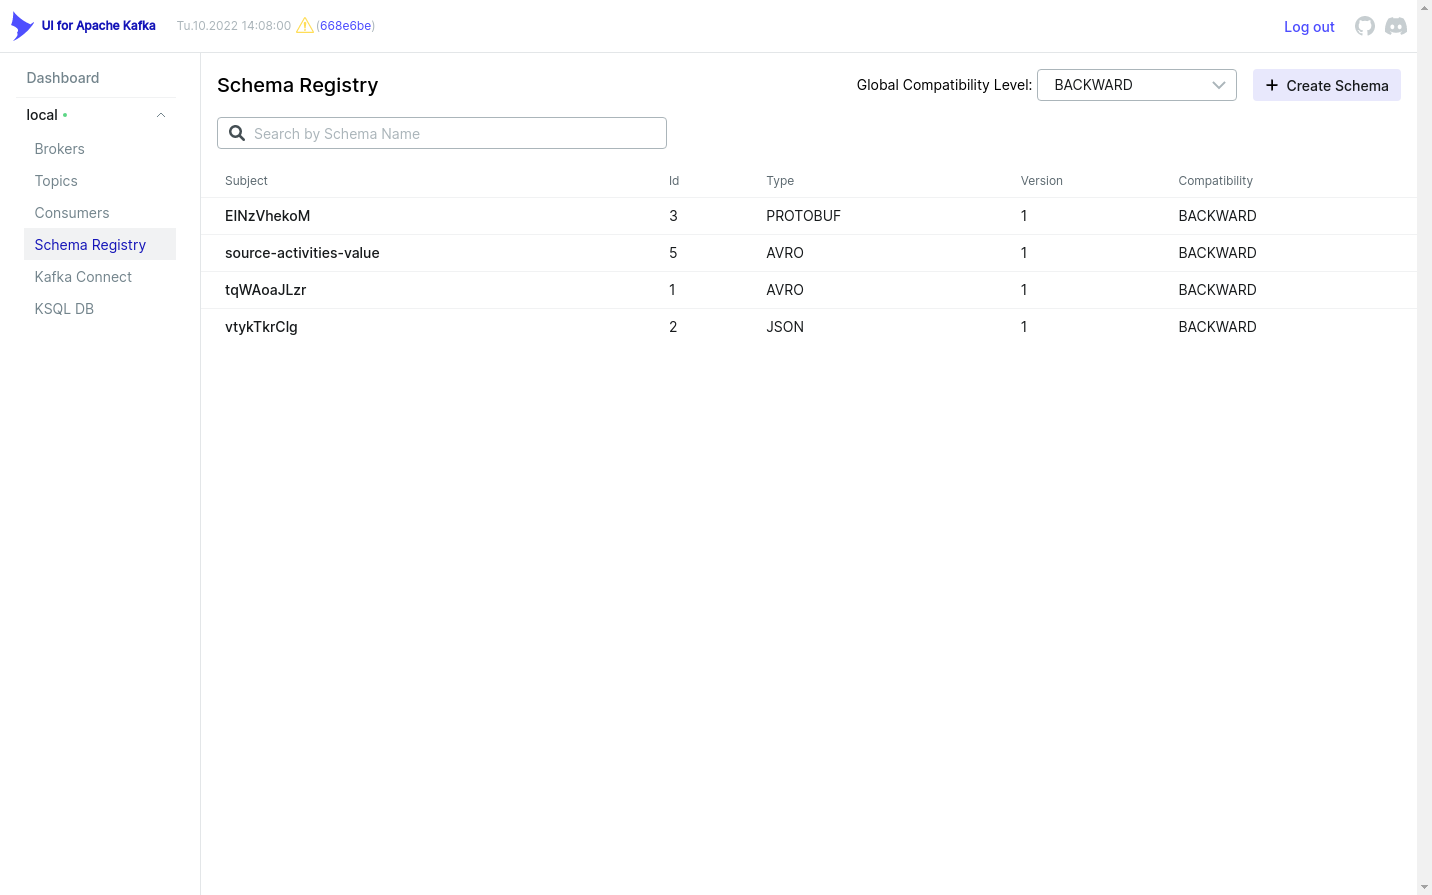 UI for Apache Kafka Tu.10.2022 14:08:00 (668e6be) Log out
Dashboard
local
Brokers
Topics
Consumers
Schema Registry
Kafka Connect
KSQL DB
Schema Registry Global Compatibility Level: BACKWARD Create Schema
Search by Schema Name
Subject Id Type Version Compatibility
EINzVhekoM 3 PROTOBUF 1 BACKWARD
source-activities-value 5 AVRO 1 BACKWARD
tqWAoaJLzr 1 AVRO 1 BACKWARD
vtykTkrClg 2 JSON 1 BACKWARD